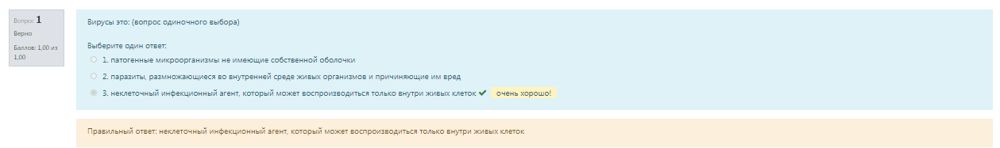 Вопрос 1
Верно
Баллов: 1,00 из
1,00
Вирусы это: (вопрос одиночного выбора)
Выберите один ответ:
1. патогенные микроорганизмы не имеющие собственной оболочки
2. паразиты, размножающиеся во внутренней среде живых организмов и причиняющие им вред
3. неклеточный инфекционный агент, который может воспроизводиться только внутри живых клеток ✔ очень хорошо!
Правильный ответ: неклеточный инфекционный агент, который может воспроизводиться только внутри живых клеток